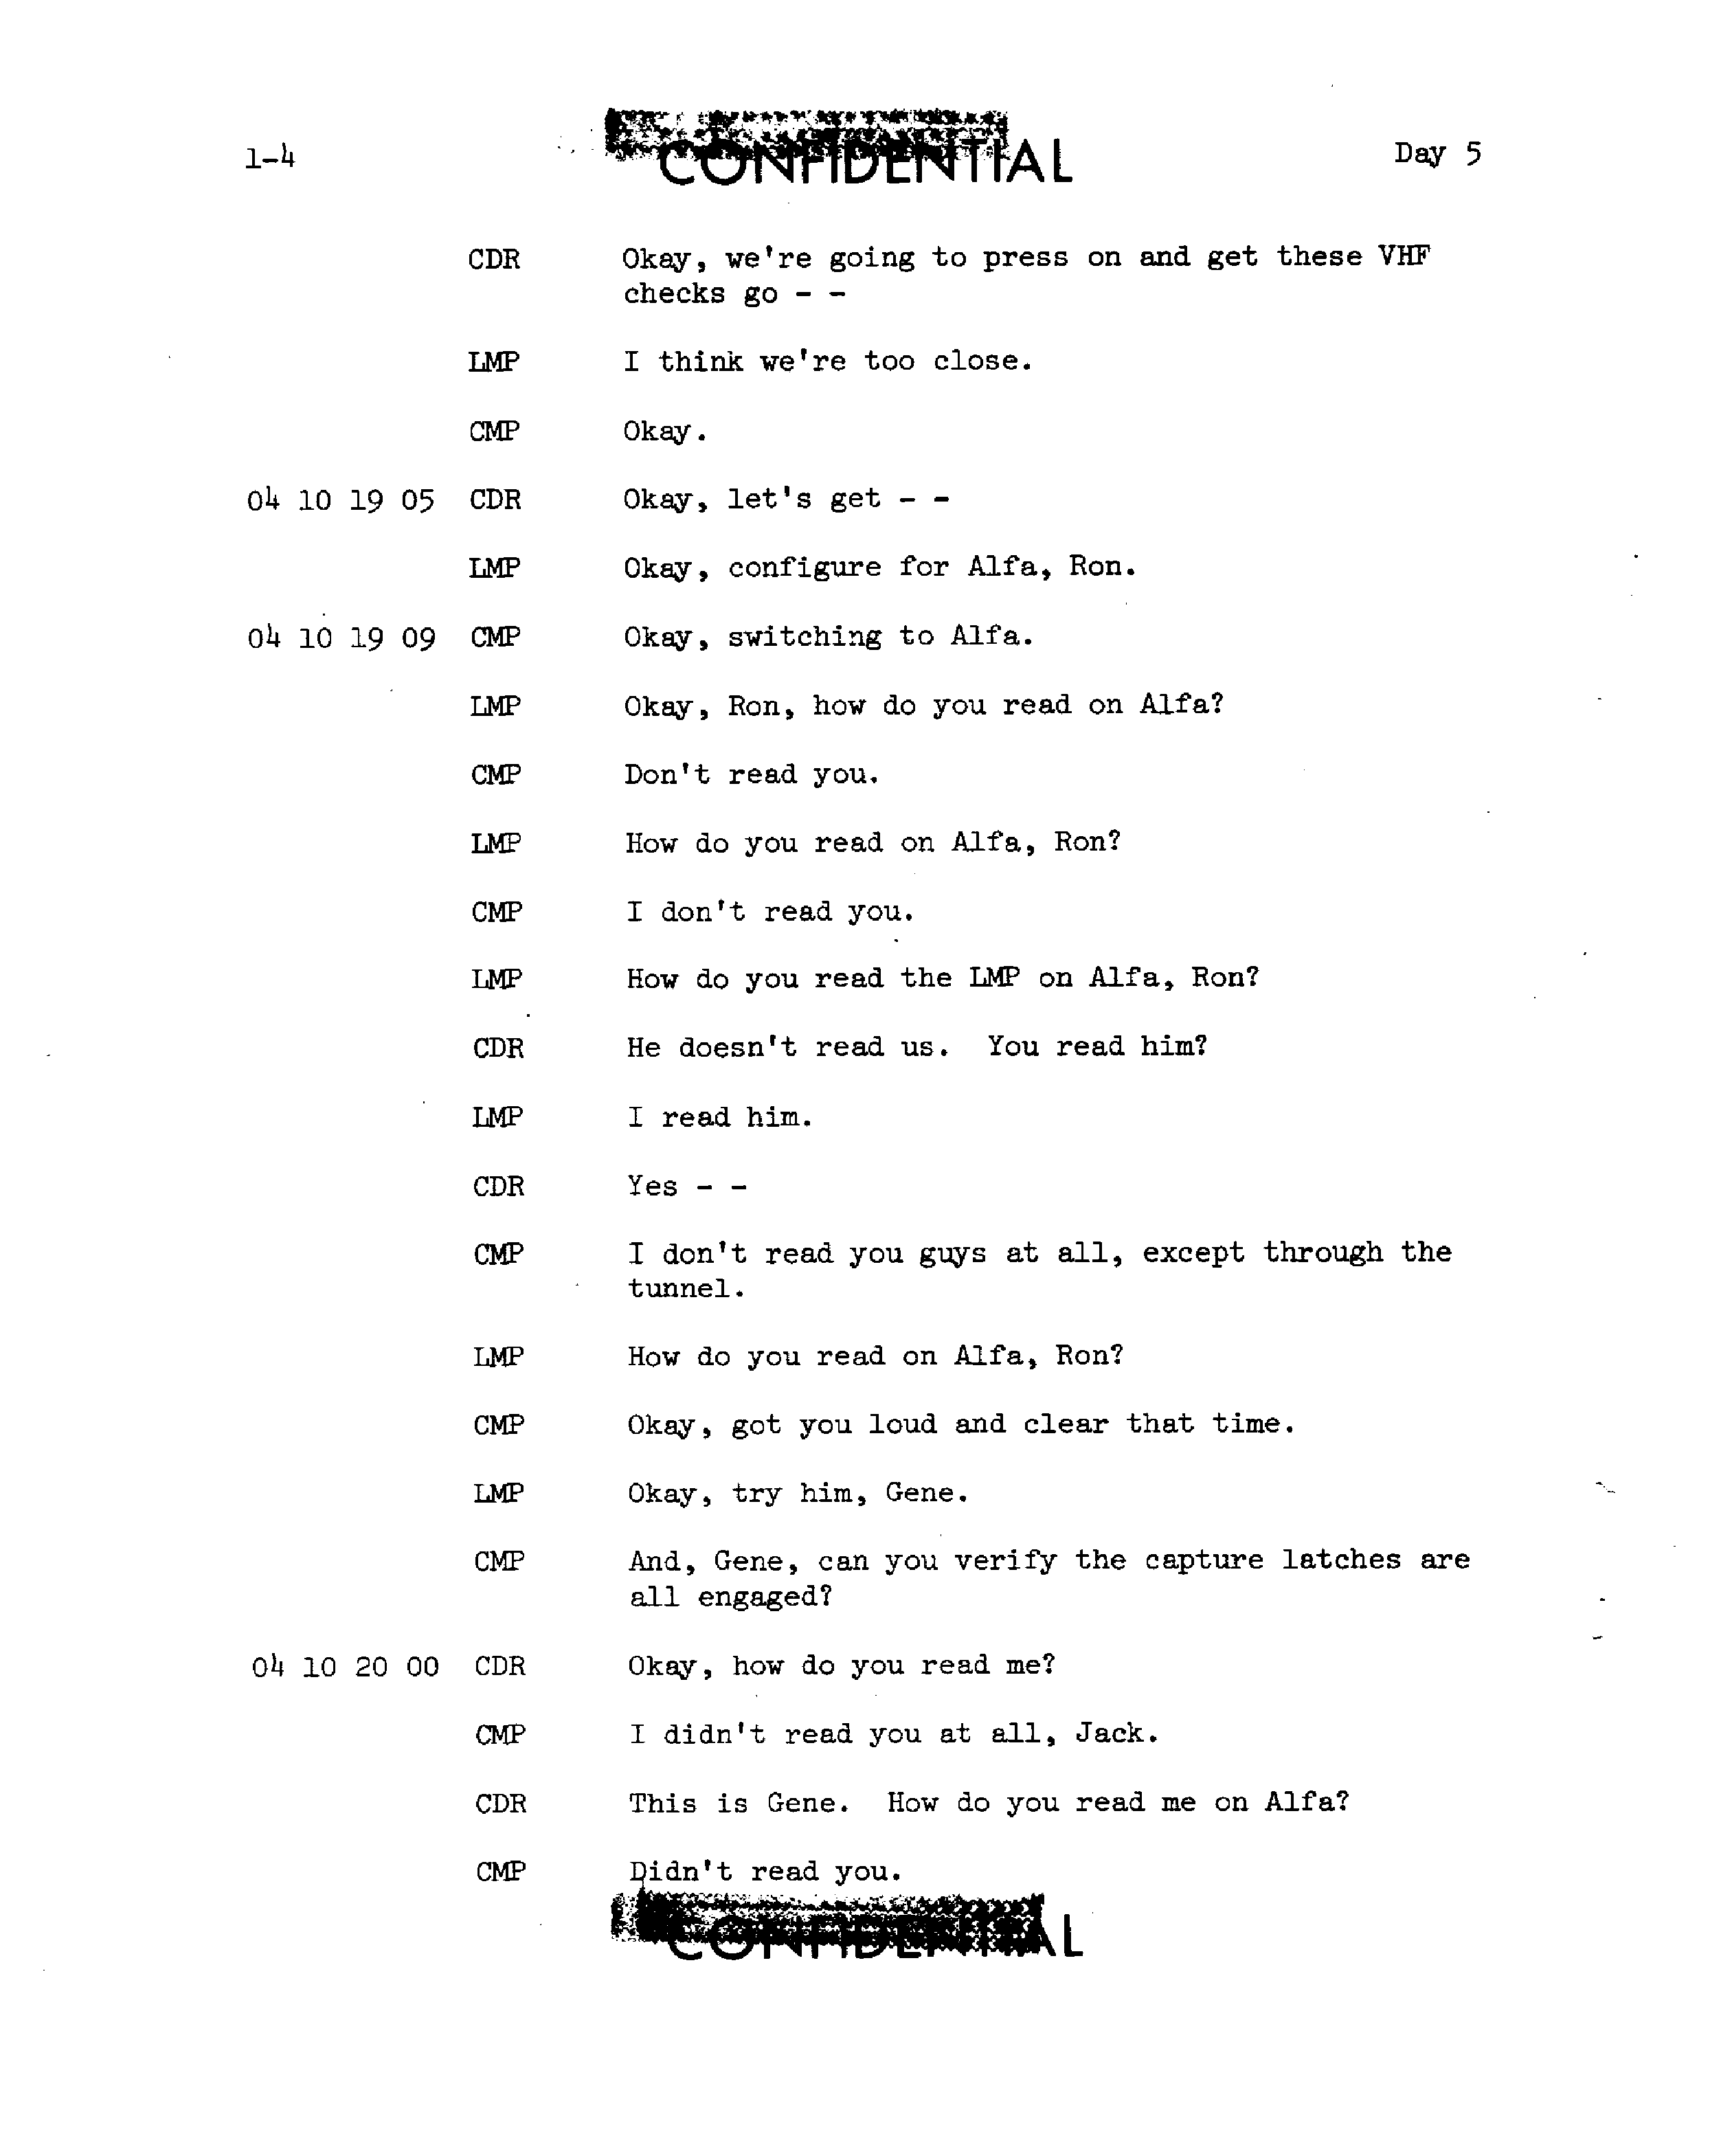 1-4 CONFIDENTIAL Day 5
CDR Okay, we're going to press on and get these VHF
checks go - -
LMP I think we're too close.
CMP Okay.
04 10 19 05 CDR Okay, let's get - -
LMP Okay, configure for Alfa, Ron.
04 10 19 09 CMP Okay, switching to Alfa.
LMP Okay, Ron, how do you read on Alfa?
CMP Don't read you.
LMP How do you read on Alfa, Ron?
CMP I don't read you.
LMP How do you read the LMP on Alfa, Ron?
CDR He doesn't read us. You read him?
LMP I read him.
CDR Yes - -
CMP I don't read you guys at all, except through the
tunnel.
LMP How do you read on Alfa, Ron?
CMP Okay, got you loud and clear that time.
LMP Okay, try him, Gene.
CMP And, Gene, can you verify the capture latches are
all engaged?
04 10 20 00 CDR Okay, how do you read me?
CMP I didn't read you at all, Jack.
CDR This is Gene. How do you read me on Alfa?
CMP Didn't read you.
CONFIDENTIAL